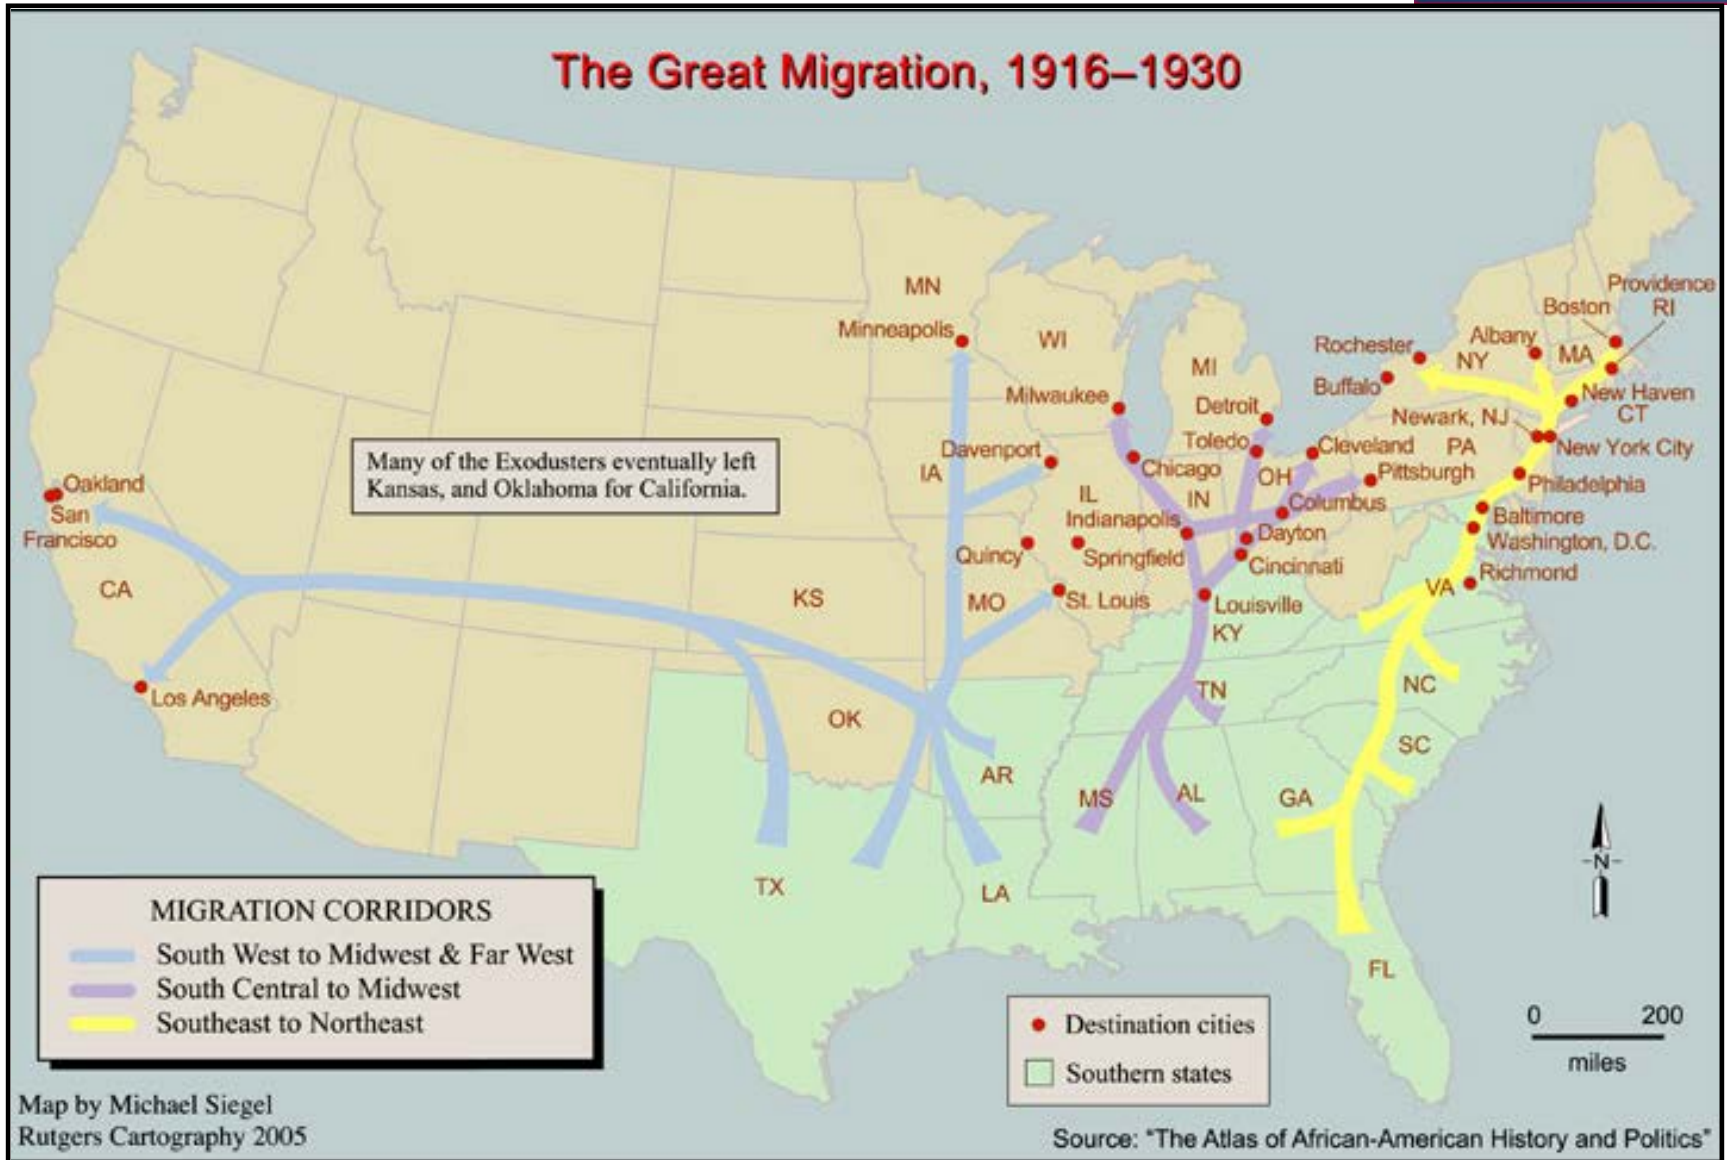 The Great Migration, 1916–1930
MN
Minneapolis
WI
MI
Milwaukee
Detroit
Toledo
Davenport
IA
Chicago
IL
IN
OH
Cleveland
Pittsburgh
Columbus
Indianapolis
Dayton
Quincy
Springfield
Cincinnati
MO
St. Louis
Louisville
KY
Providence
Boston
RI
Rochester
Albany
NY
MA
Buffalo
New Haven
CT
Newark, NJ
PA
New York City
Philadelphia
Baltimore
Washington, D.C.
Richmond
VA
Many of the Exodusters eventually left
Kansas, and Oklahoma for California.
Oakland
San
Francisco
CA
Los Angeles
KS
OK
TN
NC
SC
AR
MS
AL
GA
TX
LA
FL
N
MIGRATION CORRIDORS
South West to Midwest & Far West
South Central to Midwest
Southeast to Northeast
Destination cities
Southern states
0 200
miles
Map by Michael Siegel
Rutgers Cartography 2005
Source: “The Atlas of African-American History and Politics”